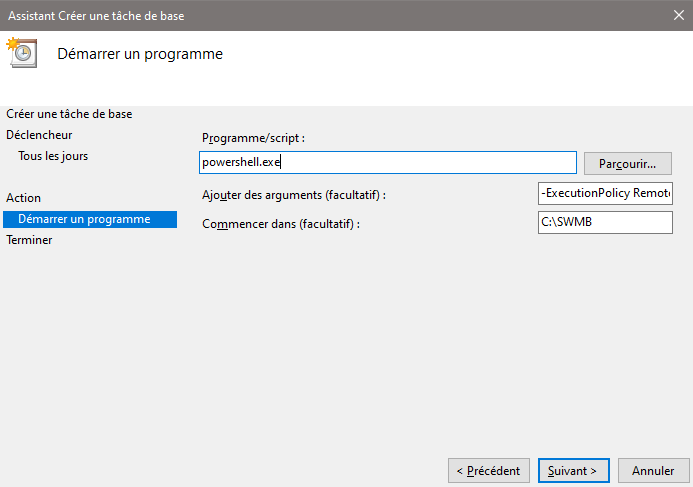 Assistant Créer une tâche de base
Démarrer un programme
Créer une tâche de base
Déclencheur
Tous les jours
Action
Démarrer un programme
Terminer
Programme/script :
powershell.exe
Parcourir...
Ajouter des arguments (facultatif) :
-ExecutionPolicy Remot
Commencer dans (facultatif) :
C:\SWMB
< Précédent
Suivant >
Annuler